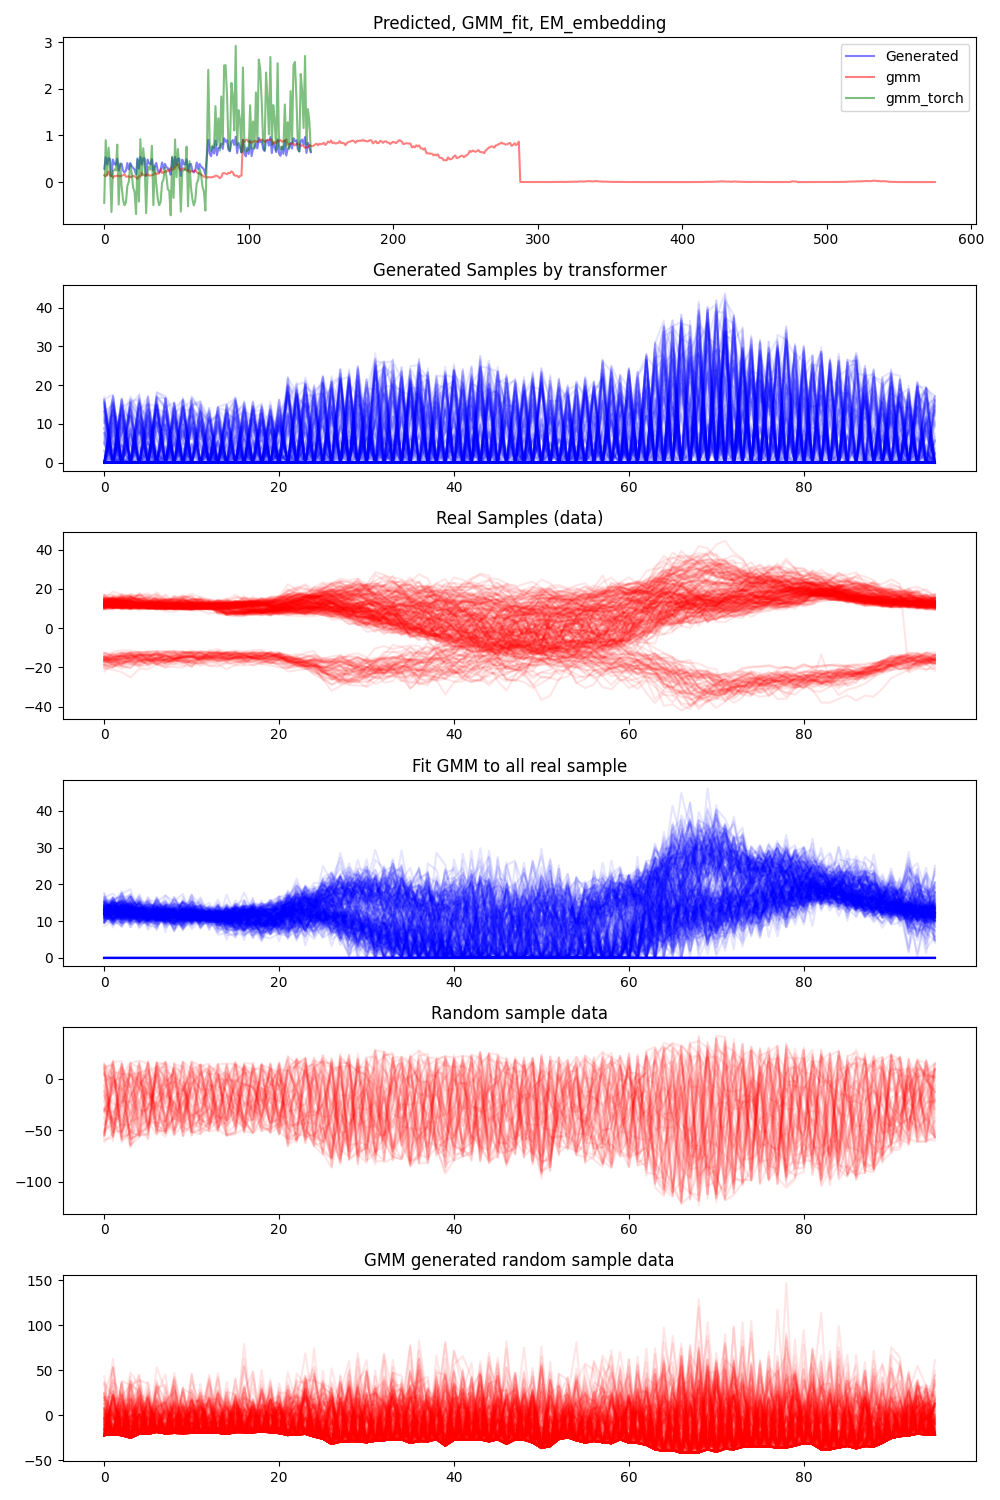 Predicted, GMM_fit, EM_embedding
3
2
1
0
Generated
gmm
gmm_torch
0 100 200 300 400 500 600
Generated Samples by transformer
40
30
20
10
0
0 20 40 60 80
Real Samples (data)
40
20
0
−20
−40
0 20 40 60 80
Fit GMM to all real sample
40
30
20
10
0
0 20 40 60 80
Random sample data
0
−50
−100
0 20 40 60 80
GMM generated random sample data
150
100
50
0
−50
0 20 40 60 80